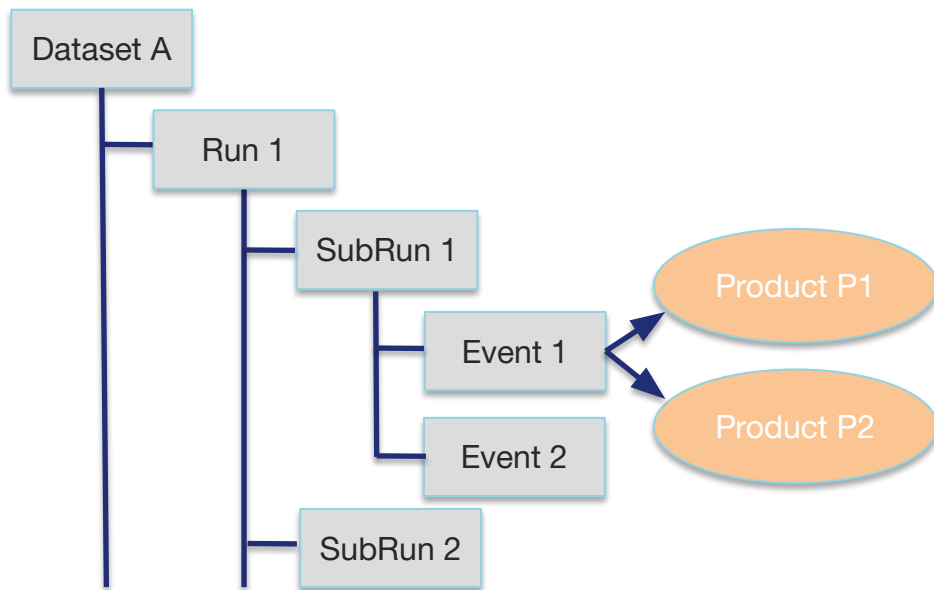 Dataset A
Run 1
SubRun 1
Product P1
Event 1
Product P2
Event 2
SubRun 2